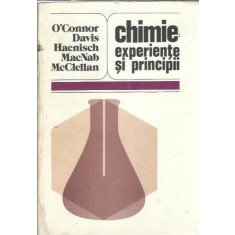 O'Connor
Davis
Haenisch
MacNab
McClellan
chimie
experiențe
și principii